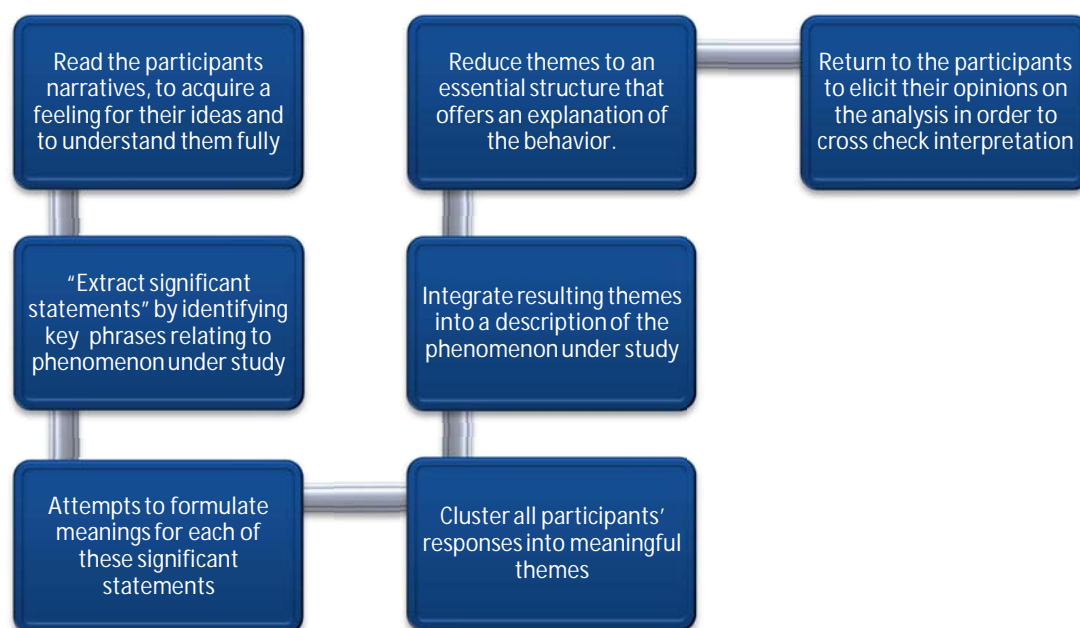 Read the participants
narratives, to acquire a
feeling for their ideas and
to understand them fully
“Extract significant
statements” by identifying
key phrases relating to
phenomenon under study
Attempts to formulate
meanings for each of
these significant
statements
Cluster all participants’
responses into meaningful
themes
Integrate resulting themes
into a description of the
phenomenon under study
Reduce themes to an
essential structure that
offers an explanation of
the behavior.
Return to the participants
to elicit their opinions on
the analysis in order to
cross check interpretation